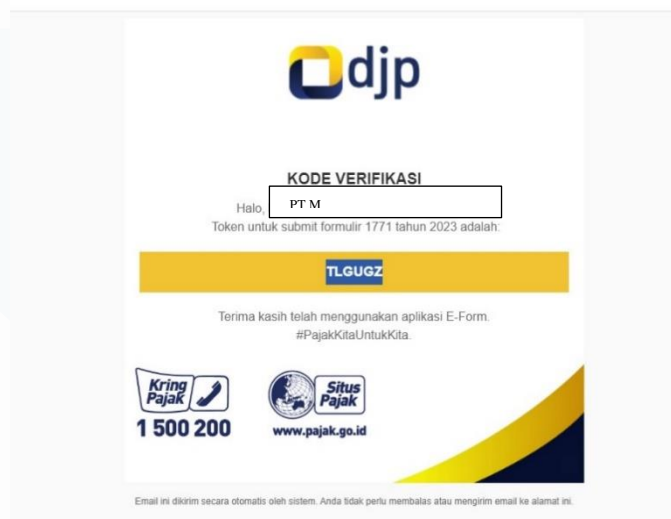 djp
KODE VERIFIKASI
Halo, PT M
Token untuk submit formulir 1771 tahun 2023 adalah:
TLGUGZ
Terima kasih telah menggunakan aplikasi E-Form.
#PajakKitaUntukKita.
Kring
Pajak
1 500 200
Situs
Pajak
www.pajak.go.id
Email ini dikirim secara otomatis oleh sistem. Anda tidak perlu membalas atau mengirim email ke alamat ini.